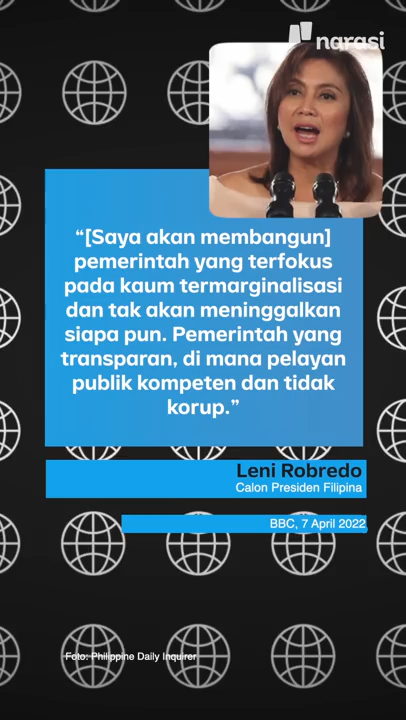 narasi
“[Saya akan membangun]
pemerintah yang terfokus
pada kaum termarginalisasi
dan tak akan meninggalkan
siapa pun. Pemerintah yang
transparan, di mana pelayan
publik kompeten dan tidak
korup.”
Leni Robredo
Calon Presiden Filipina
BBC, 7 April 2022
Foto: Philippine Daily Inquirer